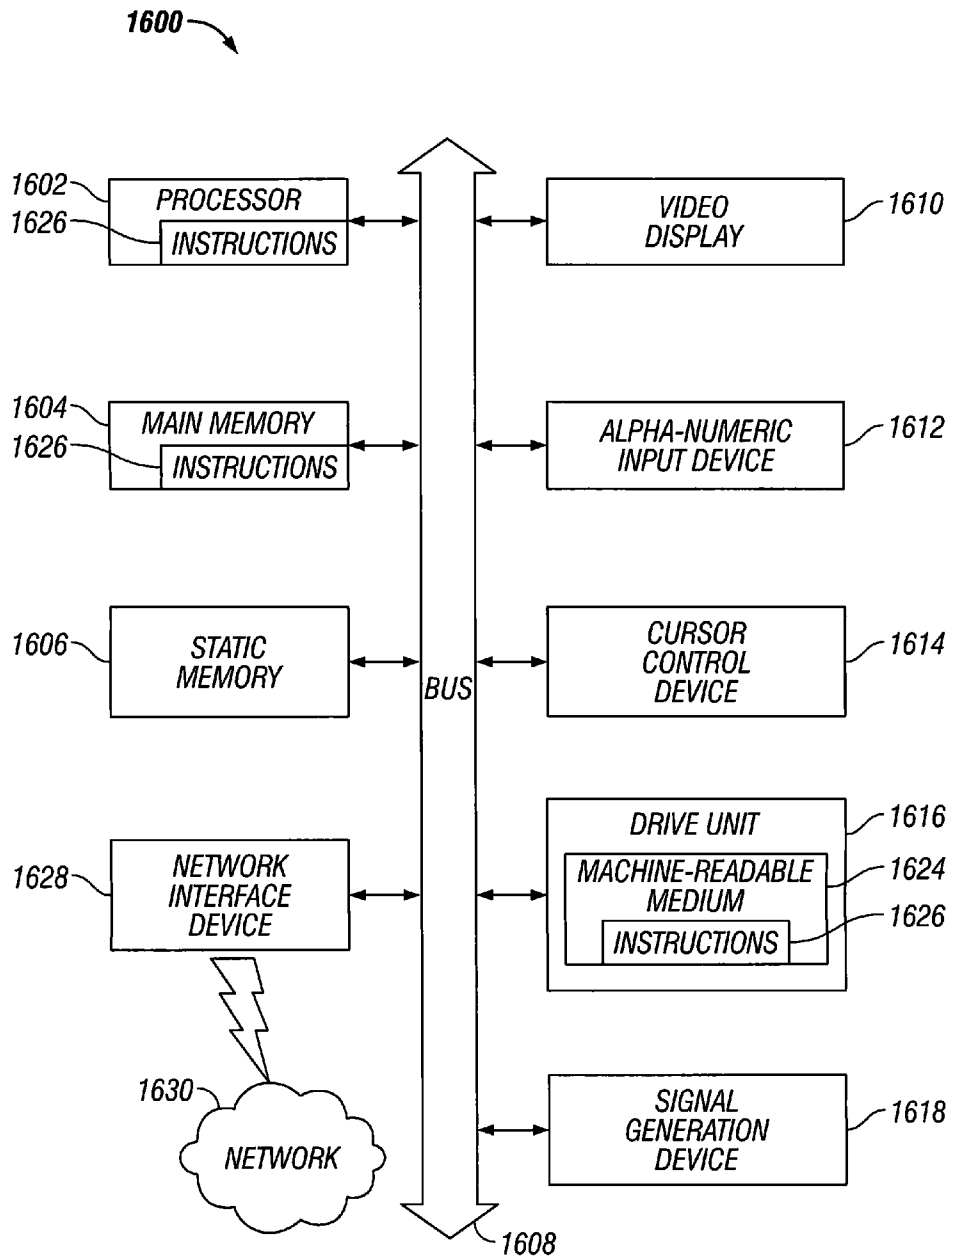 1600
1602
PROCESSOR
1626
INSTRUCTIONS
1604
MAIN MEMORY
1626
INSTRUCTIONS
1606
STATIC
MEMORY
1628
NETWORK
INTERFACE
DEVICE
1630
NETWORK
BUS
1608
VIDEO
DISPLAY
1610
ALPHA-NUMERIC
INPUT DEVICE
1612
CURSOR
CONTROL
DEVICE
1614
DRIVE UNIT
1616
MACHINE-READABLE
MEDIUM
1624
INSTRUCTIONS
1626
SIGNAL
GENERATION
DEVICE
1618